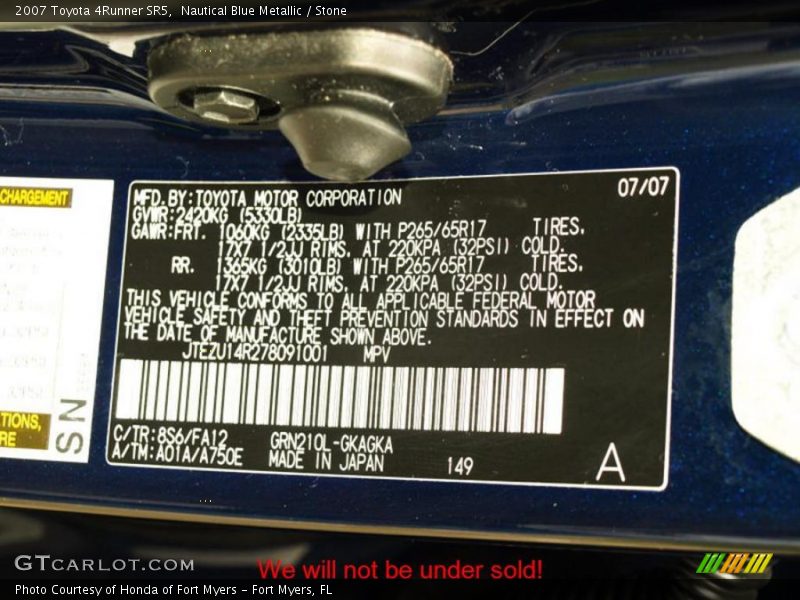 2007 Toyota 4Runner SR5,  Nautical Blue Metallic / Stone
CHARGEMENT
TIONS,
RE
SN
07/07
MFD.BY:TOYOTA MOTOR CORPORATION
GVWR:2420KG (5330LB)
GAWR:FRT. 1060KG (2335LB) WITH P265/65R17 TIRES.
17X7 1/2JJ RIMS. AT 220KPA (32PSI) COLD.
RR. 1365KG (3010LB) WITH P265/65R17 TIRES.
17X7 1/2JJ RIMS. AT 220KPA (32PSI) COLD.
THIS VEHICLE CONFORMS TO ALL APPLICABLE FEDERAL MOTOR
VEHICLE SAFETY AND THEFT PREVENTION STANDARDS IN EFFECT ON
THE DATE OF MANUFACTURE SHOWN ABOVE.
JTEZU14R278091001 MPV
C/TR:8S6/FA12 GRN210L-GKAGKA
A/TM:A01A/A750E MADE IN JAPAN 149 A
GTCARLOT.COM
We will not be under sold!
Photo Courtesy of Honda of Fort Myers - Fort Myers, FL